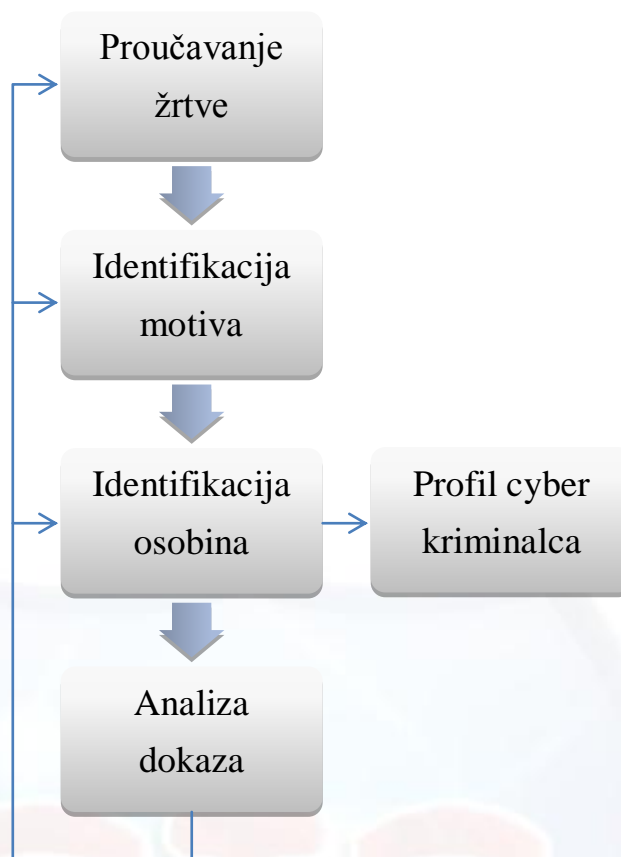 Proučavanje
žrtve
Identifikacija
motiva
Identifikacija
osobina
Profil cyber
kriminalca
Analiza
dokaza